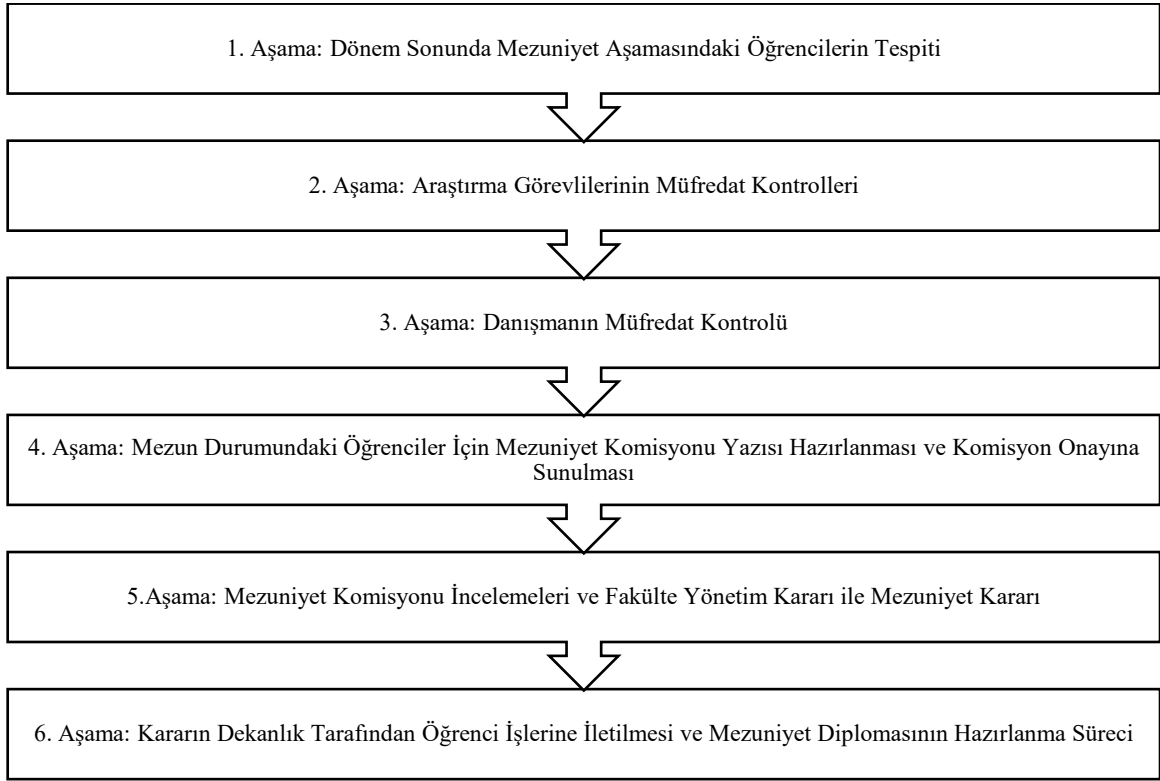 1. Aşama: Dönem Sonunda Mezuniyet Aşamasındaki Öğrencilerin Tespiti
2. Aşama: Araştırma Görevlilerinin Müfredat Kontrolleri
3. Aşama: Danışmanın Müfredat Kontrolü
4. Aşama: Mezun Durumundaki Öğrenciler İçin Mezuniyet Komisyonu Yazısı Hazırlanması ve Komisyon Onayına
Sunulması
5.Aşama: Mezuniyet Komisyonu İncelemeleri ve Fakülte Yönetim Kararı ile Mezuniyet Kararı
6. Aşama: Kararın Dekanlık Tarafından Öğrenci İşlerine İletilmesi ve Mezuniyet Diplomasının Hazırlanma Süreci